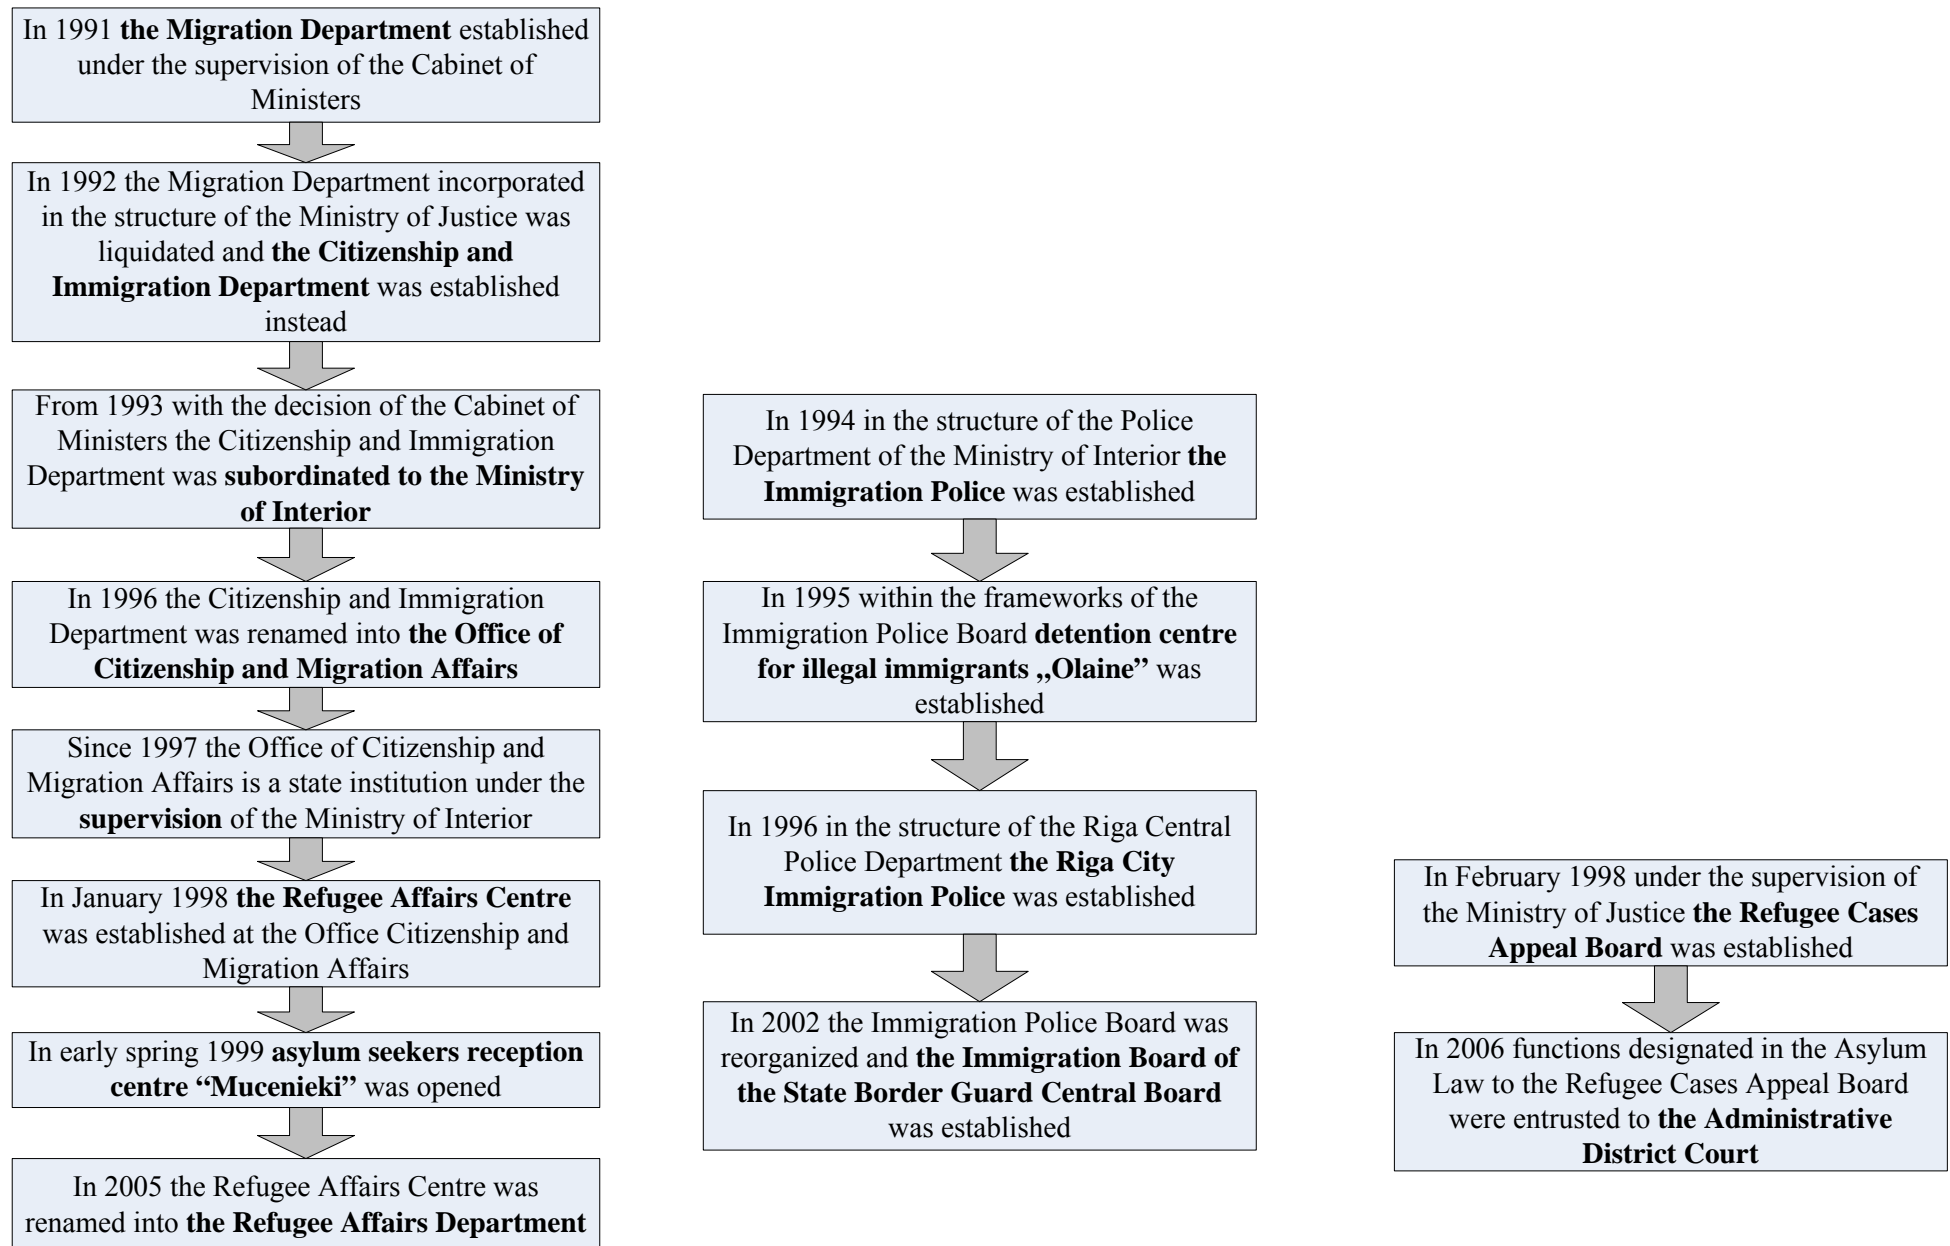 In 1991 the Migration Department established
under the supervision of the Cabinet of
Ministers
In 1992 the Migration Department incorporated
in the structure of the Ministry of Justice was
liquidated and the Citizenship and
Immigration Department was established
instead
From 1993 with the decision of the Cabinet of
Ministers the Citizenship and Immigration
Department was subordinated to the Ministry
of Interior
In 1996 the Citizenship and Immigration
Department was renamed into the Office of
Citizenship and Migration Affairs
Since 1997 the Office of Citizenship and
Migration Affairs is a state institution under the
supervision of the Ministry of Interior
In January 1998 the Refugee Affairs Centre
was established at the Office Citizenship and
Migration Affairs
In early spring 1999 asylum seekers reception
centre “Mucenieki” was opened
In 2005 the Refugee Affairs Centre was
renamed into the Refugee Affairs Department
In 1994 in the structure of the Police
Department of the Ministry of Interior the
Immigration Police was established
In 1995 within the frameworks of the
Immigration Police Board detention centre
for illegal immigrants „Olaine” was
established
In 1996 in the structure of the Riga Central
Police Department the Riga City
Immigration Police was established
In 2002 the Immigration Police Board was
reorganized and the Immigration Board of
the State Border Guard Central Board
was established
In February 1998 under the supervision of
the Ministry of Justice the Refugee Cases
Appeal Board was established
In 2006 functions designated in the Asylum
Law to the Refugee Cases Appeal Board
were entrusted to the Administrative
District Court